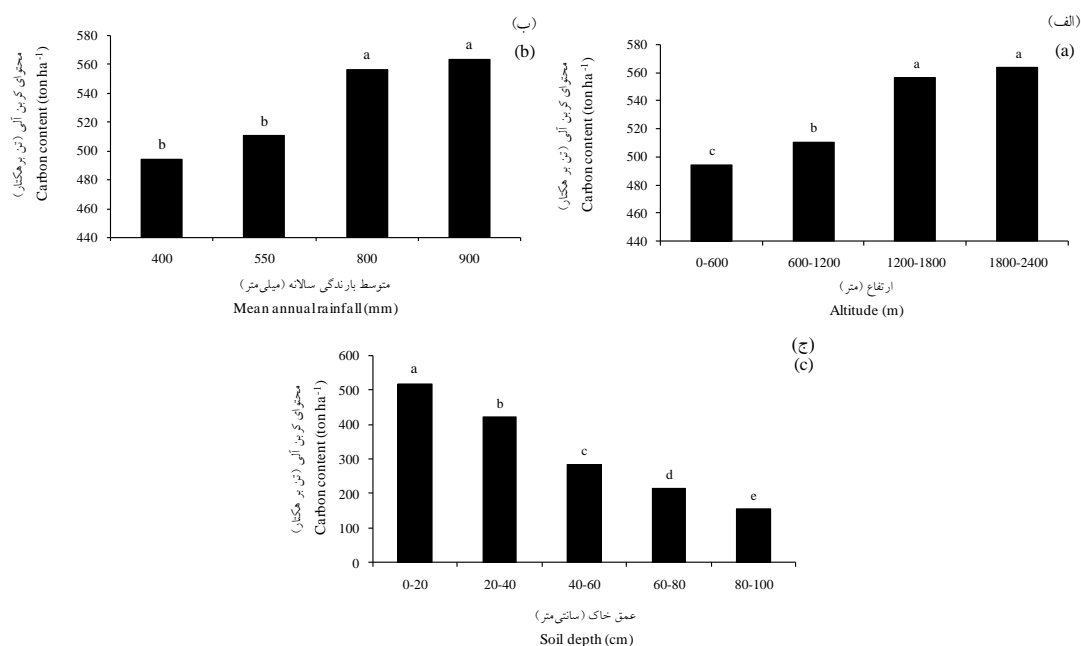 (الف)
(a)
محتوای کربن آلی (تن بر هکتار)
Carbon content (ton ha-1)
580
560
540
520
500
480
460
440
c
b
a
a
0-600
600-1200
1200-1800
1800-2400
ارتفاع (متر)
Altitude (m)
(ب)
(b)
محتوای کربن آلی (تن برهکتار)
Carbon content (ton ha-1)
580
560
540
520
500
480
460
440
b
b
a
a
400
550
800
900
متوسط بارندگی سالانه (میلی‌متر)
Mean annual rainfall (mm)
(ج)
(c)
محتوای کربن آلی (تن بر هکتار)
Carbon content (ton ha-1)
600
500
400
300
200
100
0
a
b
c
d
e
0-20
20-40
40-60
60-80
80-100
عمق خاک (سانتی‌متر)
Soil depth (cm)